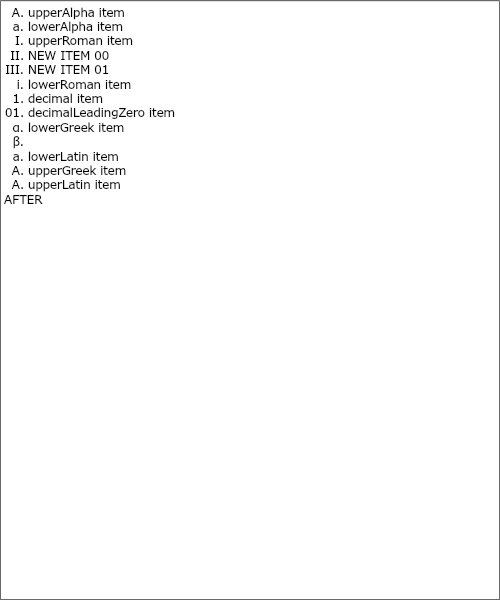 A. upperAlpha item
a. lowerAlpha item
I. upperRoman item
II. NEW ITEM 00
III. NEW ITEM 01
i. lowerRoman item
1. decimal item
01. decimalLeadingZero item
α. lowerGreek item
β.
a. lowerLatin item
Α. upperGreek item
A. upperLatin item
AFTER